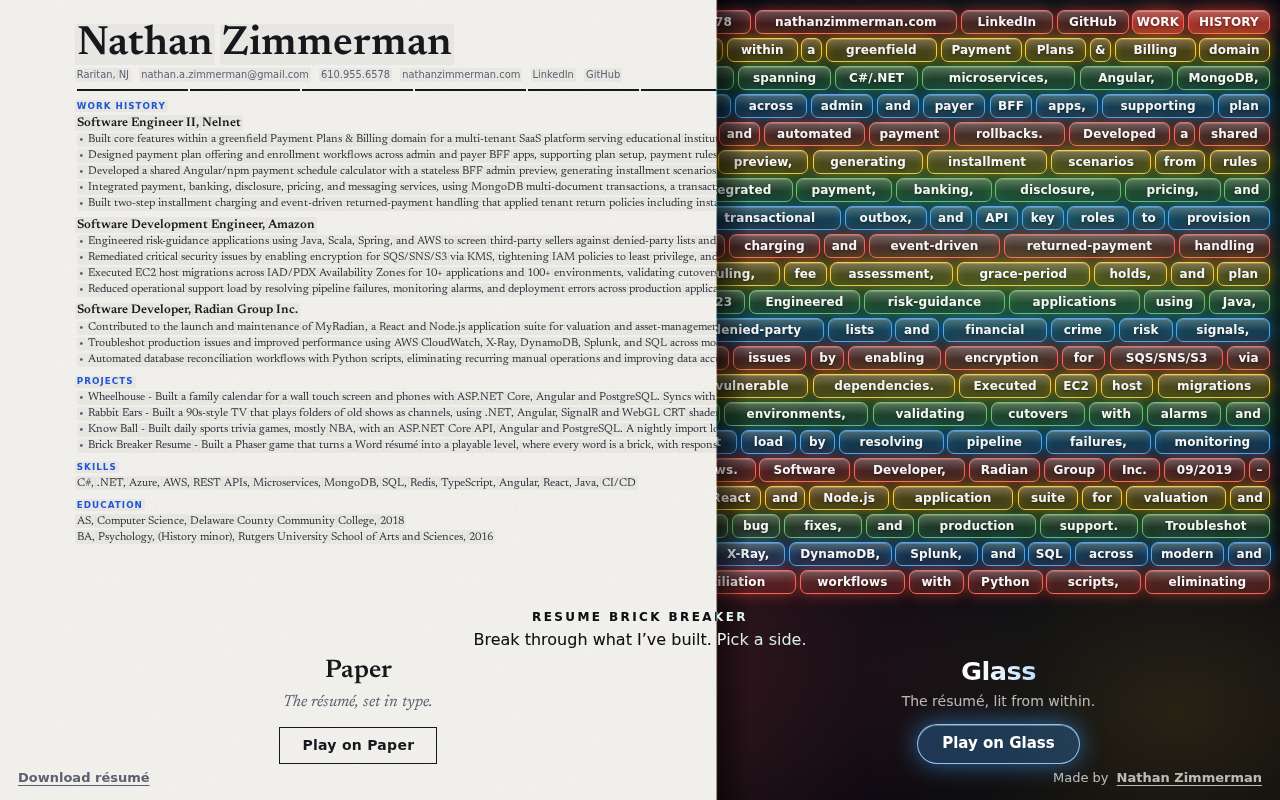 Nathan Zimmerman
Raritan, NJ nathan.a.zimmerman@gmail.com 610.955.6578 nathanzimmerman.com LinkedIn GitHub
WORK HISTORY
Software Engineer II, Nelnet
• Built core features within a greenfield Payment Plans & Billing domain for a multi-tenant SaaS platform serving educational
• Designed payment plan offering and enrollment workflows across admin and payer BFF apps, supporting plan setup, payment rules
• Developed a shared Angular/npm payment schedule calculator with a stateless BFF admin preview, generating installment scenarios
• Integrated payment, banking, disclosure, pricing, and messaging services, using MongoDB multi-document transactions, a
• Built two-step installment charging and event-driven returned-payment handling that applied tenant return policies including
Software Development Engineer, Amazon
• Engineered risk-guidance applications using Java, Scala, Spring, and AWS to screen third-party sellers against denied-party lists and
• Remediated critical security issues by enabling encryption for SQS/SNS/S3 via KMS, tightening IAM policies to least privilege, and
• Executed EC2 host migrations across IAD/PDX Availability Zones for 10+ applications and 100+ environments, validating
• Reduced operational support load by resolving pipeline failures, monitoring alarms, and deployment errors across production
Software Developer, Radian Group Inc.
• Contributed to the launch and maintenance of MyRadian, a React and Node.js application suite for valuation and
• Troubleshot production issues and improved performance using AWS CloudWatch, X-Ray, DynamoDB, Splunk, and SQL across
• Automated database reconciliation workflows with Python scripts, eliminating recurring manual operations and improving data
PROJECTS
• Wheelhouse - Built a family calendar for a wall touch screen and phones with ASP.NET Core, Angular and PostgreSQL. Syncs with
• Rabbit Ears - Built a 90s-style TV that plays folders of old shows as channels, using .NET, Angular, SignalR and WebGL CRT
• Know Ball - Built daily sports trivia games, mostly NBA, with an ASP.NET Core API, Angular and PostgreSQL. A nightly import
• Brick Breaker Resume - Built a Phaser game that turns a Word résumé into a playable level, where every word is a brick, with
SKILLS
C#, .NET, Azure, AWS, REST APIs, Microservices, MongoDB, SQL, Redis, TypeScript, Angular, React, Java, CI/CD
EDUCATION
AS, Computer Science, Delaware County Community College, 2018
BA, Psychology, (History minor), Rutgers University School of Arts and Sciences, 2016
78 nathanzimmerman.com LinkedIn GitHub WORK HISTORY
within a greenfield Payment Plans & Billing domain
spanning C#/.NET microservices, Angular, MongoDB,
across admin and payer BFF apps, supporting plan
and automated payment rollbacks. Developed a shared
preview, generating installment scenarios from rules
payment, banking, disclosure, pricing, and
transactional outbox, and API key roles to provision
charging and event-driven returned-payment handling
fee assessment, grace-period holds, and plan
23 Engineered risk-guidance applications using Java,
denied-party lists and financial crime risk signals,
issues by enabling encryption for SQS/SNS/S3 via
vulnerable dependencies. Executed EC2 host migrations
environments, validating cutovers with alarms and
load by resolving pipeline failures, monitoring
Software Developer, Radian Group Inc. 09/2019 –
React and Node.js application suite for valuation and
bug fixes, and production support. Troubleshot
X-Ray, DynamoDB, Splunk, and SQL across modern and
workflows with Python scripts, eliminating
RESUME BRICK BREAKER
Break through what I’ve built. Pick a side.
Paper
The résumé, set in type.
Play on Paper
Glass
The résumé, lit from within.
Play on Glass
Download résumé
Made by Nathan Zimmerman